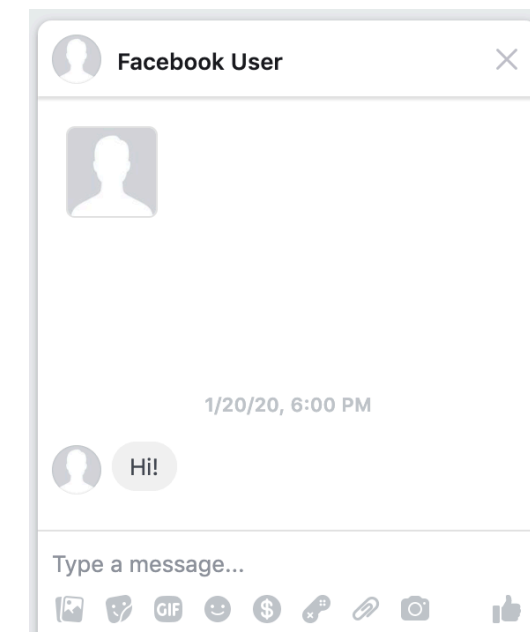 Facebook User
1/20/20, 6:00 PM
Hi!
Type a message...
GIF
$